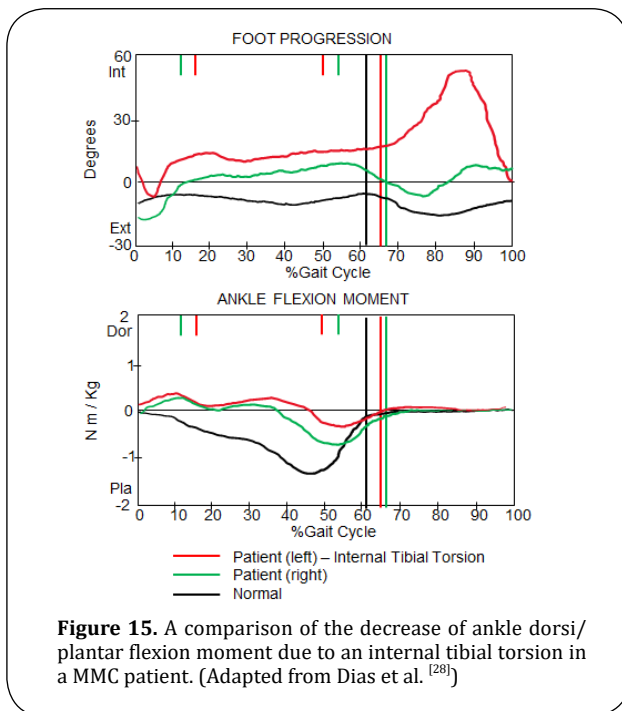 FOOT PROGRESSION
60
Int
30
0
Ext
-30
Degrees
0 10 20 30 40 50 60 70 80 90 100
%Gait Cycle
ANKLE FLEXION MOMENT
2
Dor
1
0
-1
Pla
-2
N m / Kg
0 10 20 30 40 50 60 70 80 90 100
%Gait Cycle
Patient (left) – Internal Tibial Torsion
Patient (right)
Normal
Figure 15. A comparison of the decrease of ankle dorsi/
plantar flexion moment due to an internal tibial torsion in
a MMC patient. (Adapted from Dias et al. [28])